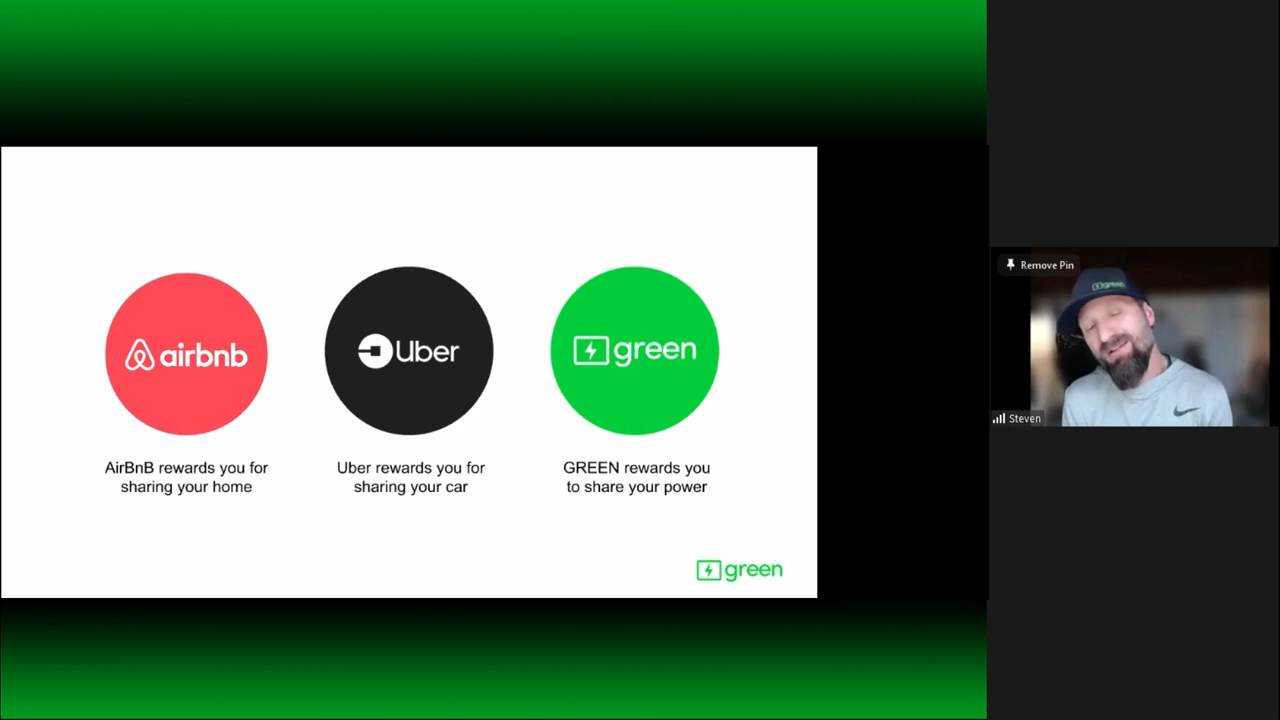 airbnb
Uber
green
AirBnB rewards you for
sharing your home
Uber rewards you for
sharing your car
GREEN rewards you
to share your power
green
Remove Pin
green
Steven